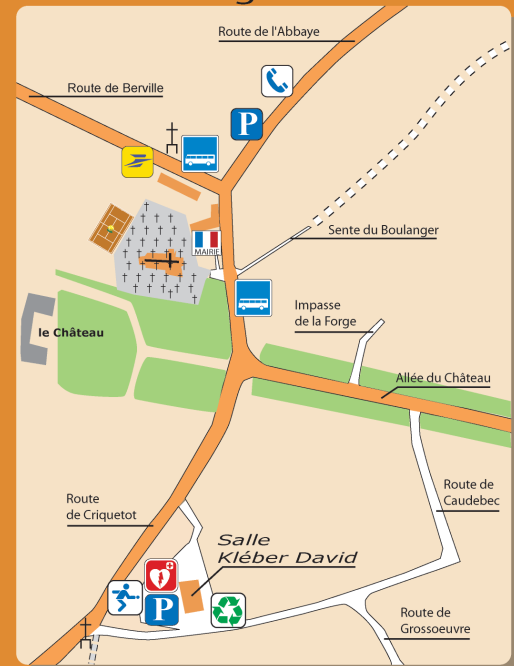 Route de l'Abbaye
Route de Berville
P
MAIRIE
Sente du Boulanger
Impasse
de la Forge
le Château
Allée du Château
Route de
Caudebec
Route
de Criquetot
Salle
Kléber David
P
Route de
Grossoeuvre